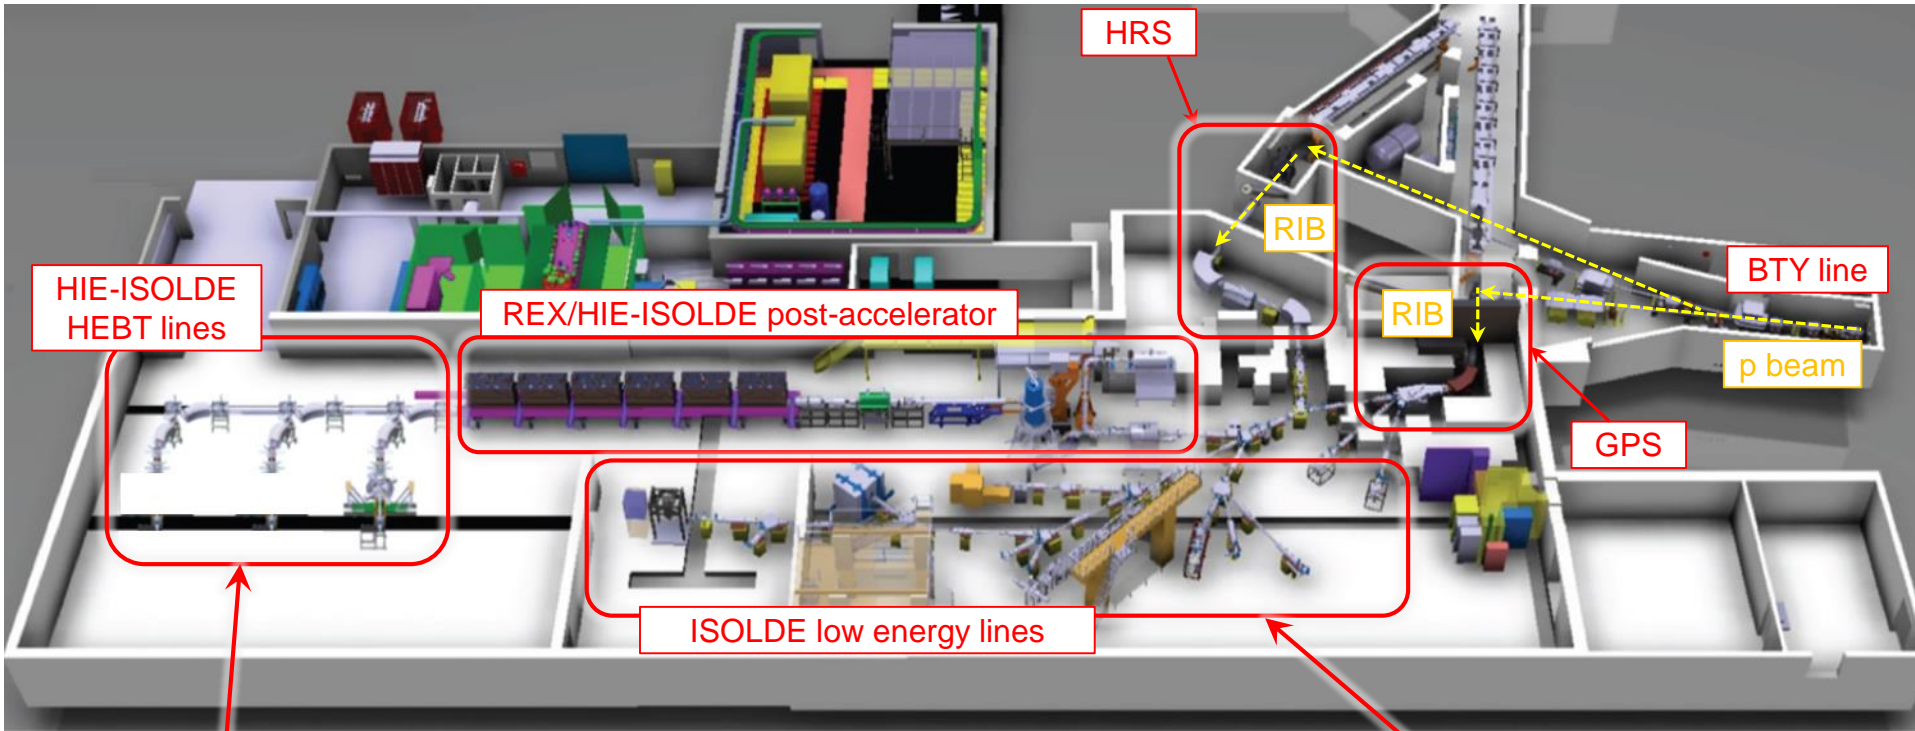 HRS
RIB
HIE-ISOLDE
HEBT lines
BTY line
REX/HIE-ISOLDE post-accelerator
RIB
p beam
GPS
ISOLDE low energy lines